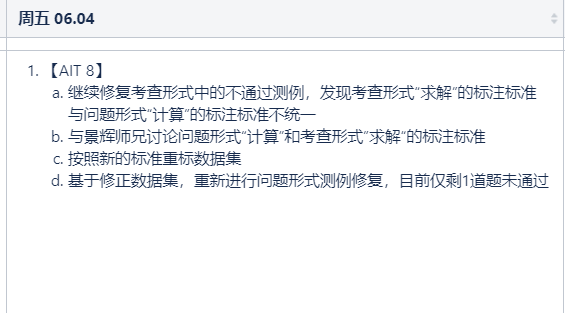 周五 06.04
1. 【AIT 8】
a. 继续修复考查形式中的不通过测例，发现考查形式“求解”的标注标准
与问题形式“计算”的标注标准不统一
b. 与景辉师兄讨论问题形式“计算”和考查形式”求解“的标注标准
c. 按照新的标准重标数据集
d. 基于修正数据集，重新进行问题形式测例修复，目前仅剩1道题未通过